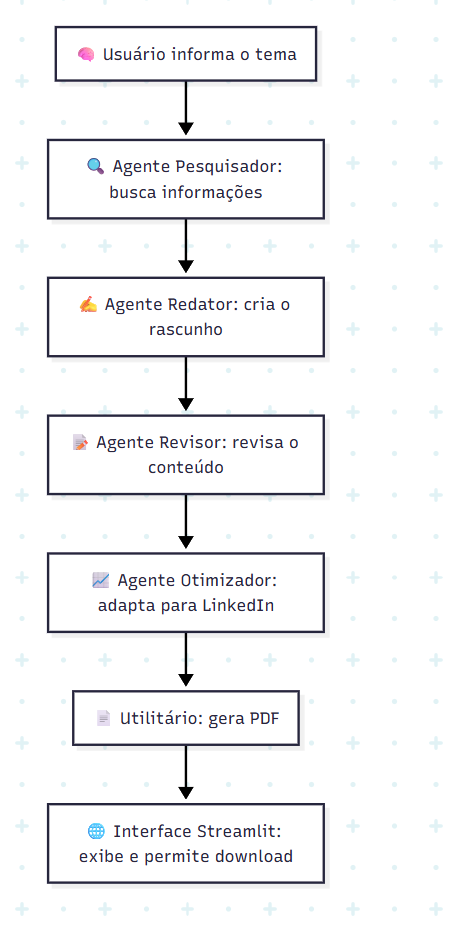 🧠 Usuário informa o tema
🔍 Agente Pesquisador:
busca informações
✍️ Agente Redator: cria o
rascunho
📝 Agente Revisor: revisa o
conteúdo
📈 Agente Otimizador:
adapta para LinkedIn
📄 Utilitário: gera PDF
🌐 Interface Streamlit:
exibe e permite download